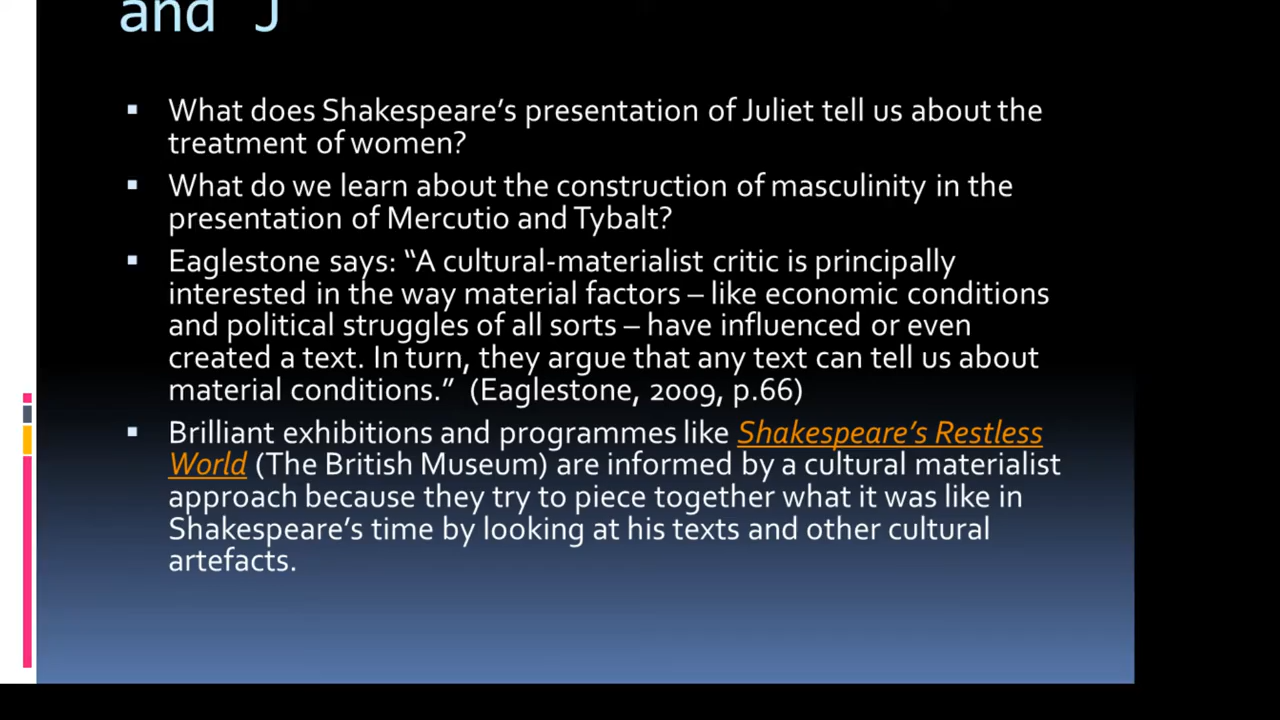 and J
▪ What does Shakespeare’s presentation of Juliet tell us about the
treatment of women?
▪ What do we learn about the construction of masculinity in the
presentation of Mercutio and Tybalt?
▪ Eaglestone says: “A cultural-materialist critic is principally
interested in the way material factors – like economic conditions
and political struggles of all sorts – have influenced or even
created a text. In turn, they argue that any text can tell us about
material conditions.” (Eaglestone, 2009, p.66)
▪ Brilliant exhibitions and programmes like Shakespeare’s Restless
World (The British Museum) are informed by a cultural materialist
approach because they try to piece together what it was like in
Shakespeare’s time by looking at his texts and other cultural
artefacts.